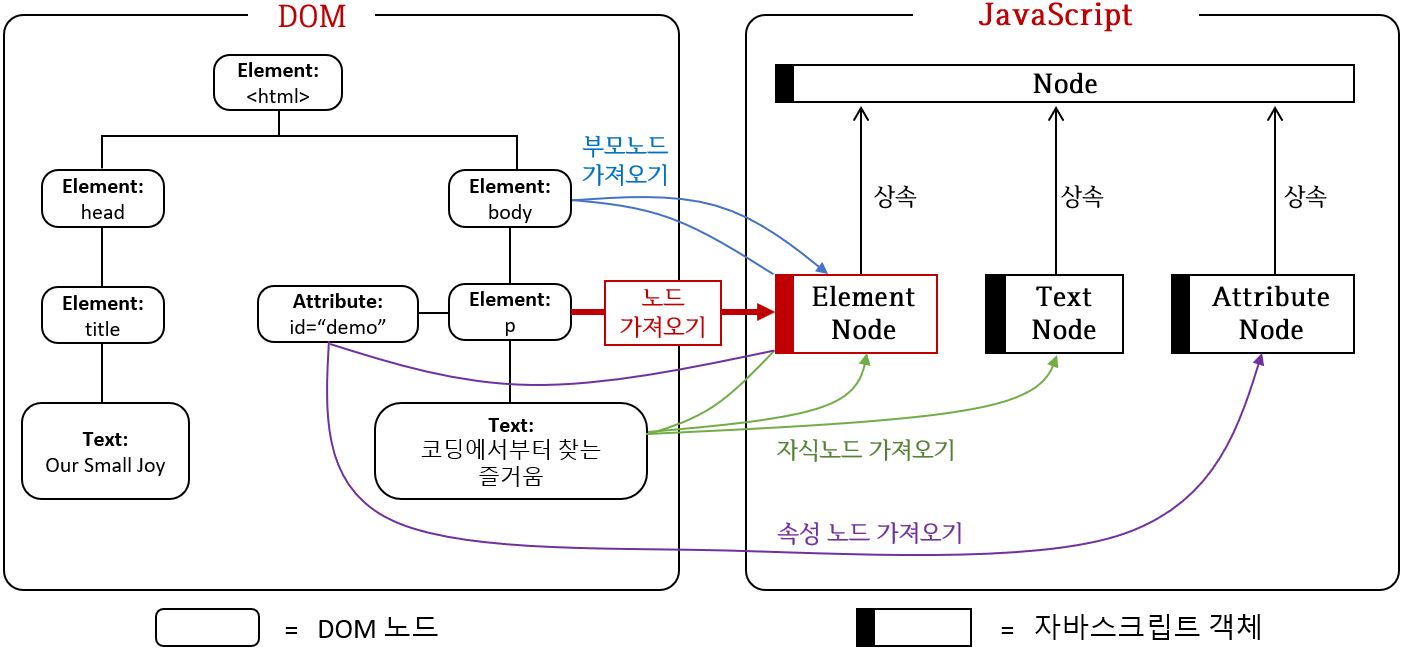 DOM
Element:
<html>
Element:
head
Element:
body
Element:
title
Attribute:
id=“demo”
Element:
p
Text:
Our Small Joy
Text:
코딩에서부터 찾는
즐거움
부모노드
가져오기
노드
가져오기
JavaScript
Node
상속
상속
상속
Element
Node
Text
Node
Attribute
Node
자식노드 가져오기
속성 노드 가져오기
= DOM 노드
= 자바스크립트 객체